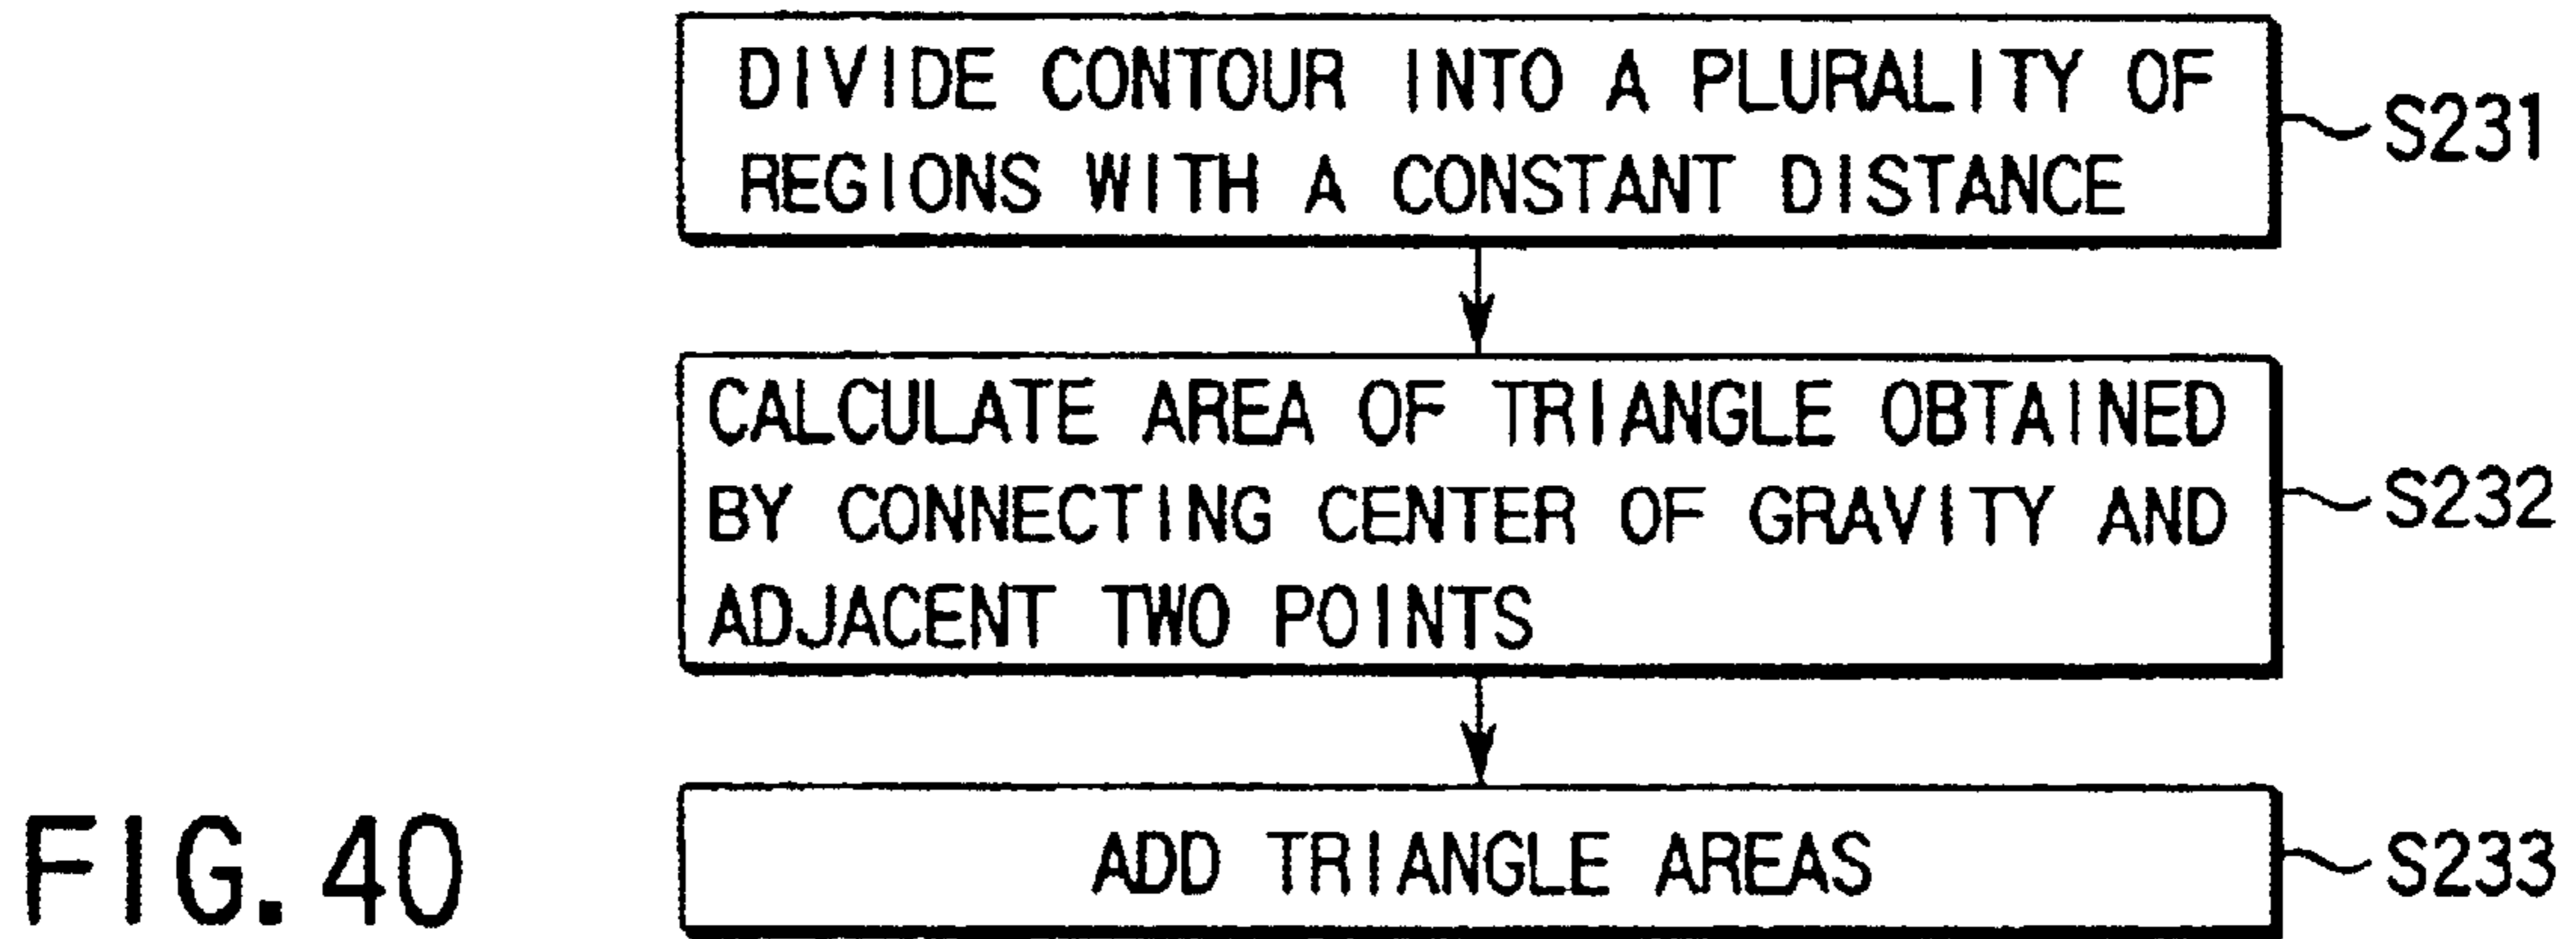 DIVIDE CONTOUR INTO A PLURALITY OF
REGIONS WITH A CONSTANT DISTANCE
S231
CALCULATE AREA OF TRIANGLE OBTAINED
BY CONNECTING CENTER OF GRAVITY AND
ADJACENT TWO POINTS
S232
ADD TRIANGLE AREAS
S233
FIG. 40